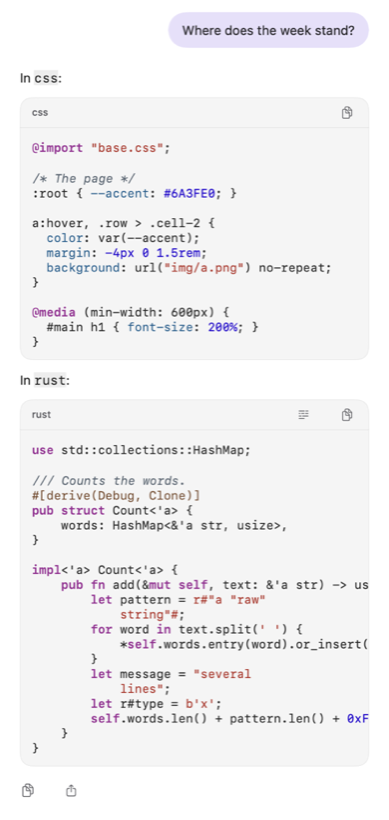 Where does the week stand?
In css:
css
@import "base.css";
/* The page */
:root { --accent: #6A3FE0; }
a:hover, .row > .cell-2 {
  color: var(--accent);
  margin: -4px 0 1.5rem;
  background: url("img/a.png") no-repeat;
}
@media (min-width: 600px) {
  #main h1 { font-size: 200%; }
}
In rust:
rust
use std::collections::HashMap;
/// Counts the words.
#[derive(Debug, Clone)]
pub struct Count<'a> {
    words: HashMap<&'a str, usize>,
}
impl<'a> Count<'a> {
    pub fn add(&mut self, text: &'a str) -> us
        let pattern = r#"a "raw"
            string"#;
        for word in text.split(' ') {
            *self.words.entry(word).or_insert(
        }
        let message = "several
            lines";
        let r#type = b'x';
        self.words.len() + pattern.len() + 0xF
    }
}